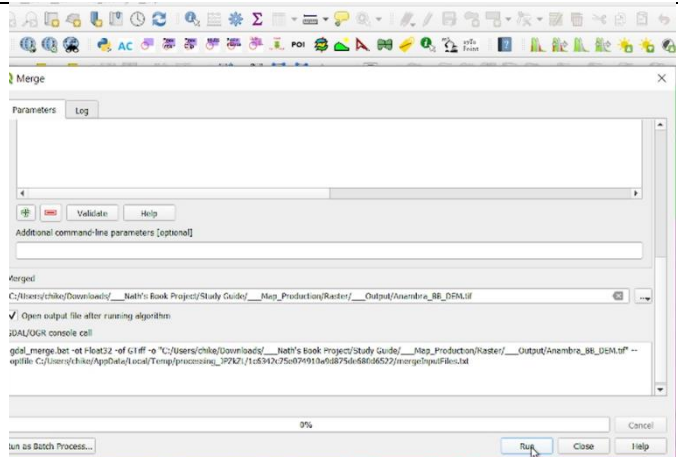 Σ
AC
POI
Merge
Parameters Log
Validate Help
Additional command-line parameters [optional]
Merged
C:/Users/chike/Downloads/___Nath's Book Project/Study Guide/___Map_Production/Raster/___Output/Anambra_BB_DEM.tif
Open output file after running algorithm
GDAL/OGR console call
gdal_merge.bat -ot Float32 -of GTiff -o "C:/Users/chike/Downloads/___Nath's Book Project/Study Guide/___Map_Production/Raster/___Output/Anambra_BB_DEM.tif" --
optfile C:/Users/chike/AppData/Local/Temp/
0% Cancel
Run as Batch Process... Run Close Help